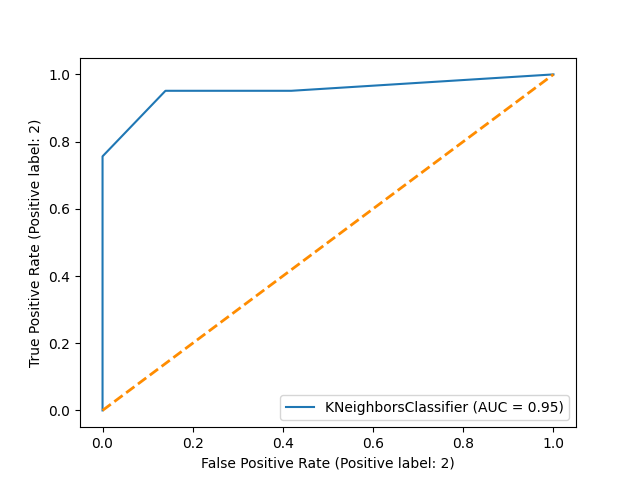 1.0
0.8
0.6
0.4
0.2
0.0
True Positive Rate (Positive label: 2)
KNeighborsClassifier (AUC = 0.95)
0.0 0.2 0.4 0.6 0.8 1.0
False Positive Rate (Positive label: 2)